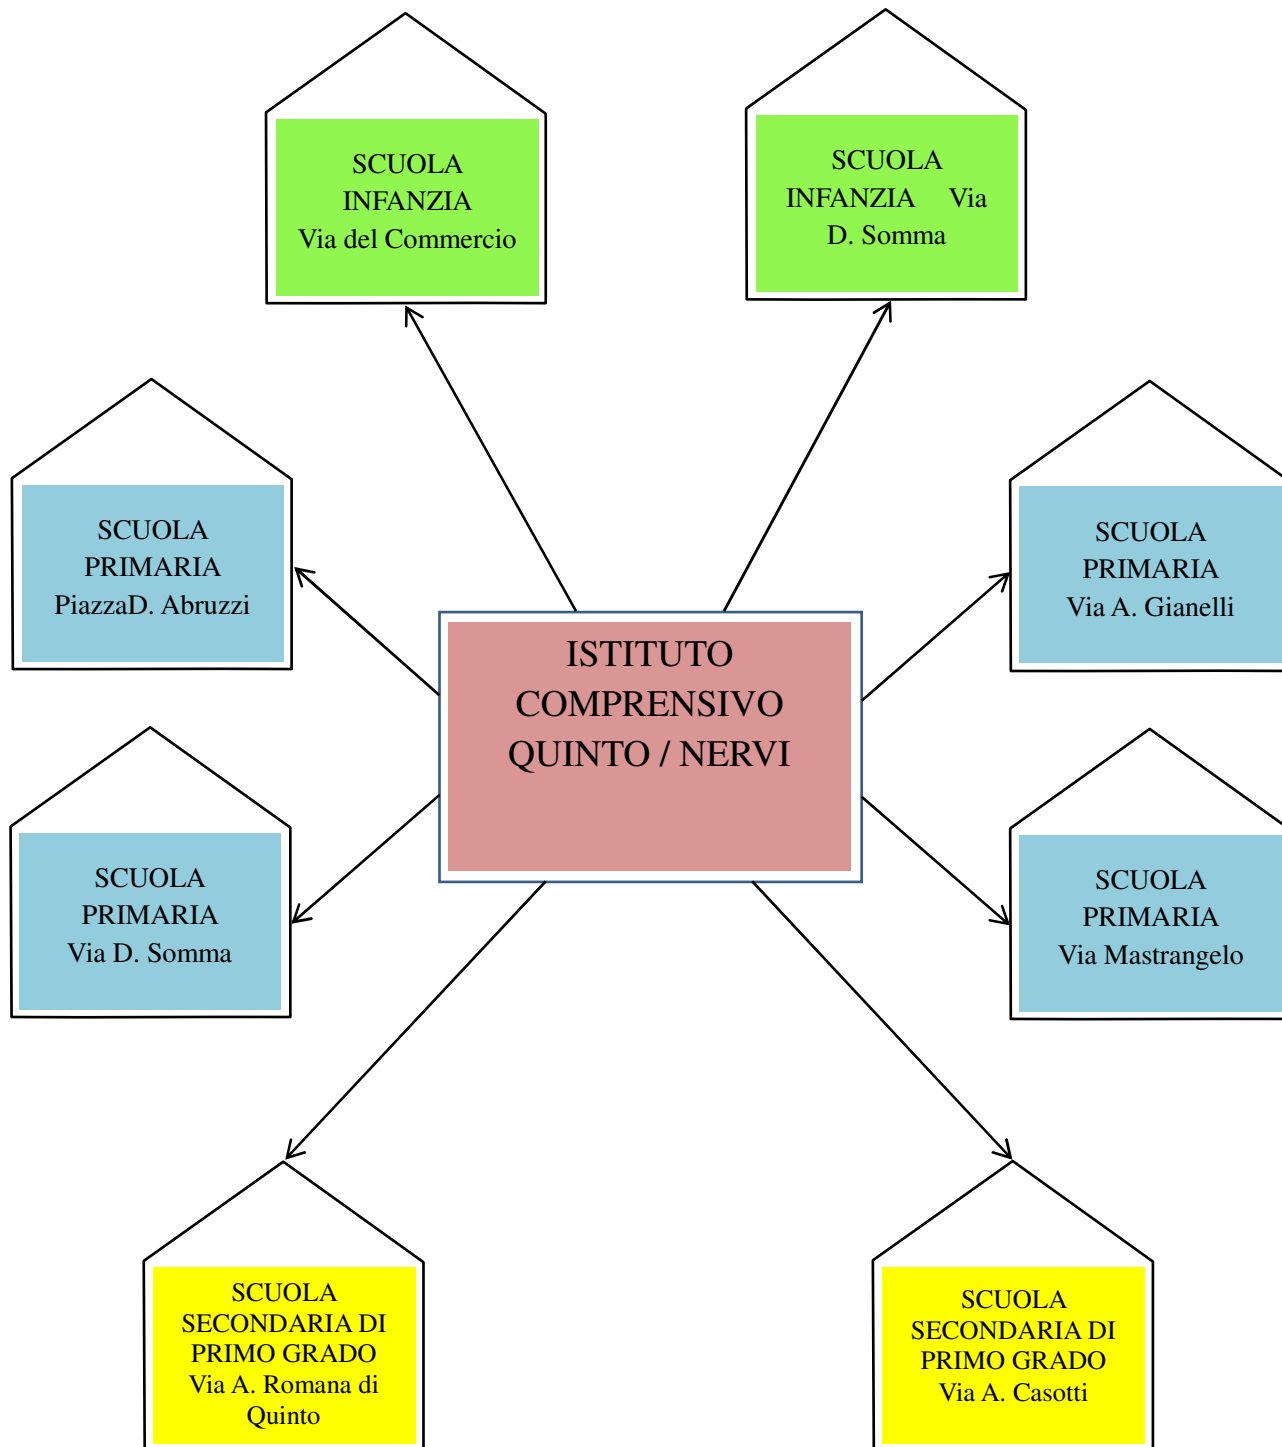 SCUOLA
INFANZIA
Via del Commercio
SCUOLA
INFANZIA Via
D. Somma
SCUOLA
PRIMARIA
PiazzaD. Abruzzi
SCUOLA
PRIMARIA
Via A. Gianelli
ISTITUTO
COMPRENSIVO
QUINTO / NERVI
SCUOLA
PRIMARIA
Via D. Somma
SCUOLA
PRIMARIA
Via Mastrangelo
SCUOLA
SECONDARIA DI
PRIMO GRADO
Via A. Romana di
Quinto
SCUOLA
SECONDARIA DI
PRIMO GRADO
Via A. Casotti